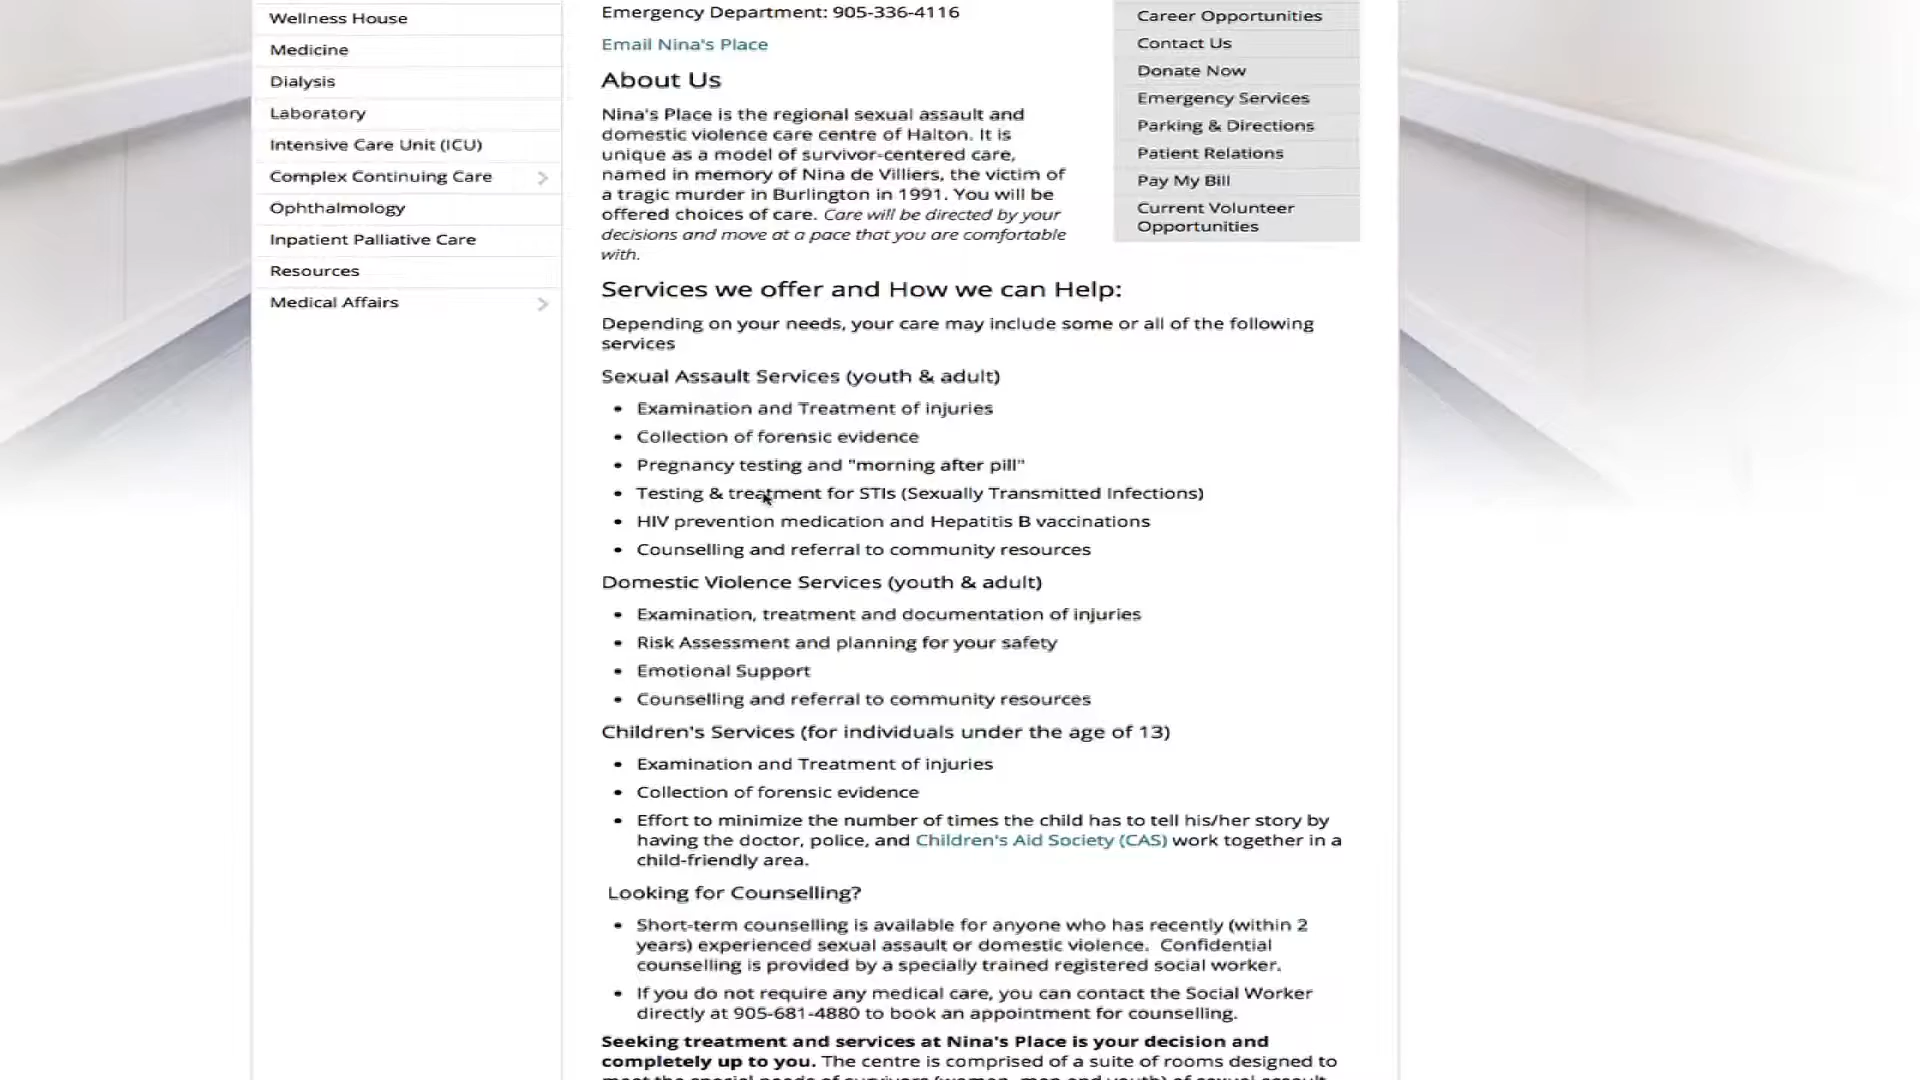 Wellness House
Medicine
Dialysis
Laboratory
Intensive Care Unit (ICU)
Complex Continuing Care
Ophthalmology
Inpatient Palliative Care
Resources
Medical Affairs
Emergency Department: 905-336-4116
Email Nina's Place
About Us
Nina's Place is the regional sexual assault and
domestic violence care centre of Halton. It is
unique as a model of survivor-centered care,
named in memory of Nina de Villiers, the victim of
a tragic murder in Burlington in 1991. You will be
offered choices of care. Care will be directed by your
decisions and move at a pace that you are comfortable
with.
Services we offer and How we can Help:
Depending on your needs, your care may include some or all of the following
services
Sexual Assault Services (youth & adult)
• Examination and Treatment of injuries
• Collection of forensic evidence
• Pregnancy testing and "morning after pill"
• Testing & treatment for STIs (Sexually Transmitted Infections)
• HIV prevention medication and Hepatitis B vaccinations
• Counselling and referral to community resources
Domestic Violence Services (youth & adult)
• Examination, treatment and documentation of injuries
• Risk Assessment and planning for your safety
• Emotional Support
• Counselling and referral to community resources
Children's Services (for individuals under the age of 13)
• Examination and Treatment of injuries
• Collection of forensic evidence
• Effort to minimize the number of times the child has to tell his/her story by
having the doctor, police, and Children's Aid Society (CAS) work together in a
child-friendly area.
Looking for Counselling?
• Short-term counselling is available for anyone who has recently (within 2
years) experienced sexual assault or domestic violence. Confidential
counselling is provided by a specially trained registered social worker.
• If you do not require any medical care, you can contact the Social Worker
directly at 905-681-4880 to book an appointment for counselling.
Seeking treatment and services at Nina's Place is your decision and
completely up to you. The centre is comprised of a suite of rooms designed to
meet the special needs of survivors (women, men and youth) of sexual assault
Career Opportunities
Contact Us
Donate Now
Emergency Services
Parking & Directions
Patient Relations
Pay My Bill
Current Volunteer
Opportunities